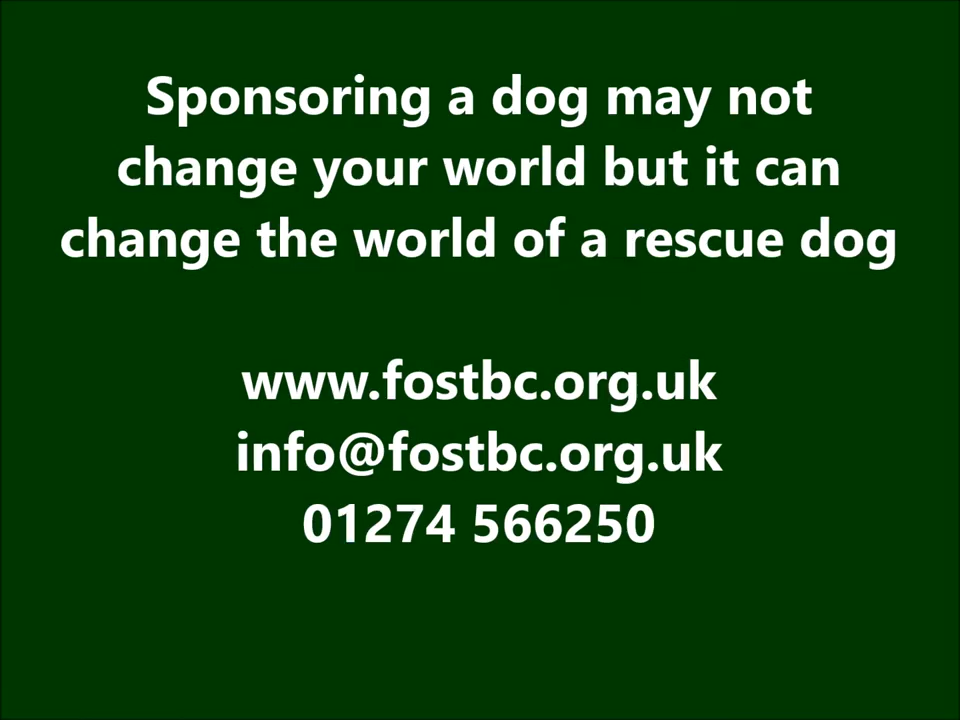 Sponsoring a dog may not
change your world but it can
change the world of a rescue dog
www.fostbc.org.uk
info@fostbc.org.uk
01274 566250